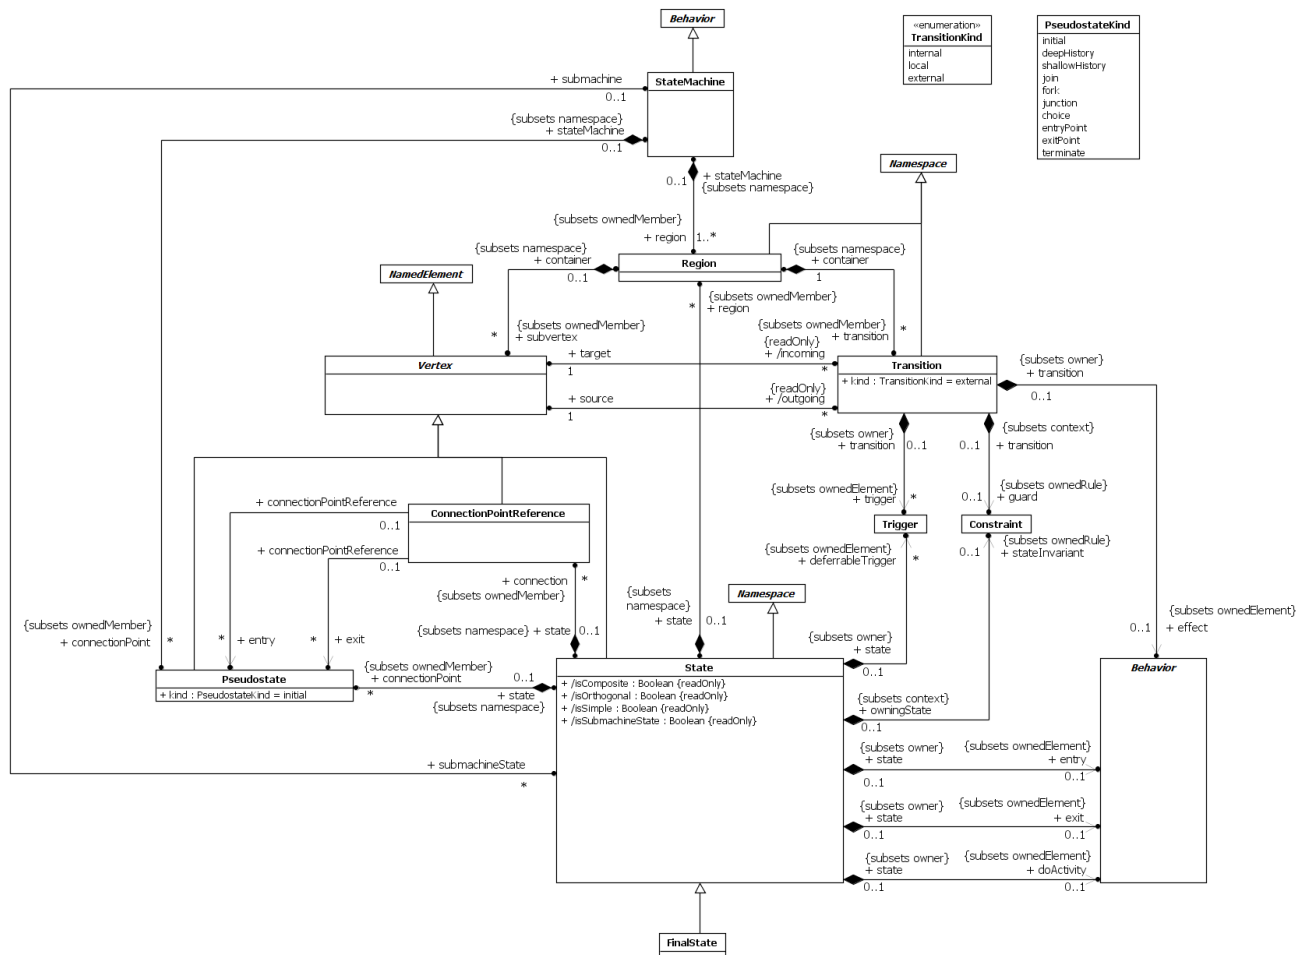 Behavior
«enumeration»
TransitionKind
internal
local
external
PseudostateKind
initial
deepHistory
shallowHistory
join
fork
junction
choice
entryPoint
exitPoint
terminate
+ submachine
0..1
StateMachine
{subsets namespace}
+ stateMachine
0..1
0..1
+ stateMachine
{subsets namespace}
Namespace
{subsets ownedMember}
+ region
1..*
{subsets namespace}
+ container
0..1
Region
{subsets namespace}
+ container
1
NamedElement
*
{subsets ownedMember}
+ region
*
{subsets ownedMember}
+ subvertex
{subsets ownedMember}
+ transition
*
Vertex
+ target
1
{readOnly}
+ /incoming
*
+ source
1
{readOnly}
+ /outgoing
*
Transition
+ kind : TransitionKind = external
{subsets owner}
+ transition
0..1
{subsets owner}
+ transition
0..1
{subsets context}
0..1
+ transition
{subsets ownedElement}
+ trigger
*
{subsets ownedRule}
0..1
+ guard
Trigger
Constraint
{subsets ownedElement}
+ deferrableTrigger
*
{subsets ownedRule}
0..1
+ stateInvariant
+ connectionPointReference
0..1
ConnectionPointReference
+ connectionPointReference
0..1
+ connection
*
{subsets ownedMember}
{subsets
namespace}
+ state
0..1
Namespace
{subsets ownedMember}
+ connectionPoint
*
*
+ entry
*
+ exit
{subsets namespace} + state
0..1
{subsets owner}
+ state
0..1
{subsets ownedElement}
0..1
+ effect
Pseudostate
+ kind : PseudostateKind = initial
{subsets ownedMember}
+ connectionPoint
*
0..1
+ state
{subsets namespace}
State
+ /isComposite : Boolean {readOnly}
+ /isOrthogonal : Boolean {readOnly}
+ /isSimple : Boolean {readOnly}
+ /isSubmachineState : Boolean {readOnly}
{subsets context}
+ owningState
0..1
Behavior
+ submachineState
*
{subsets owner}
+ state
0..1
{subsets ownedElement}
+ entry
0..1
{subsets owner}
+ state
0..1
{subsets ownedElement}
+ exit
0..1
{subsets owner}
+ state
0..1
{subsets ownedElement}
+ doActivity
0..1
FinalState